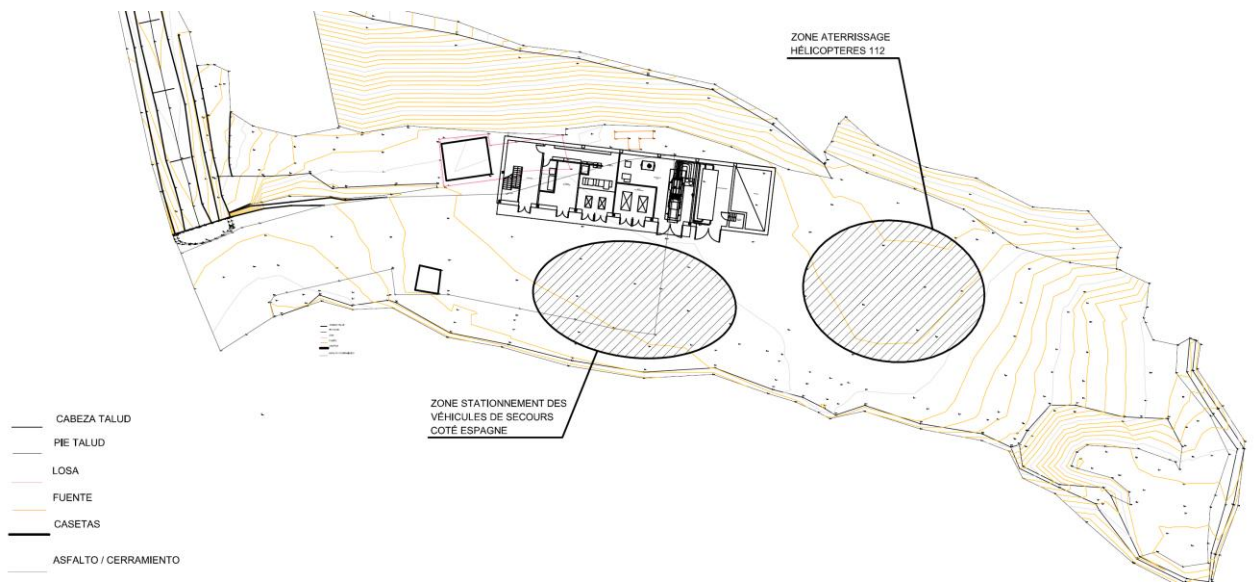 ZONE ATERRISSAGE
HÉLICOPTERES 112
ZONE STATIONNEMENT DES
VÉHICULES DE SECOURS
COTÉ ESPAGNE
CABEZA TALUD
PIE TALUD
LOSA
FUENTE
CASETAS
ASFALTO / CERRAMIENTO